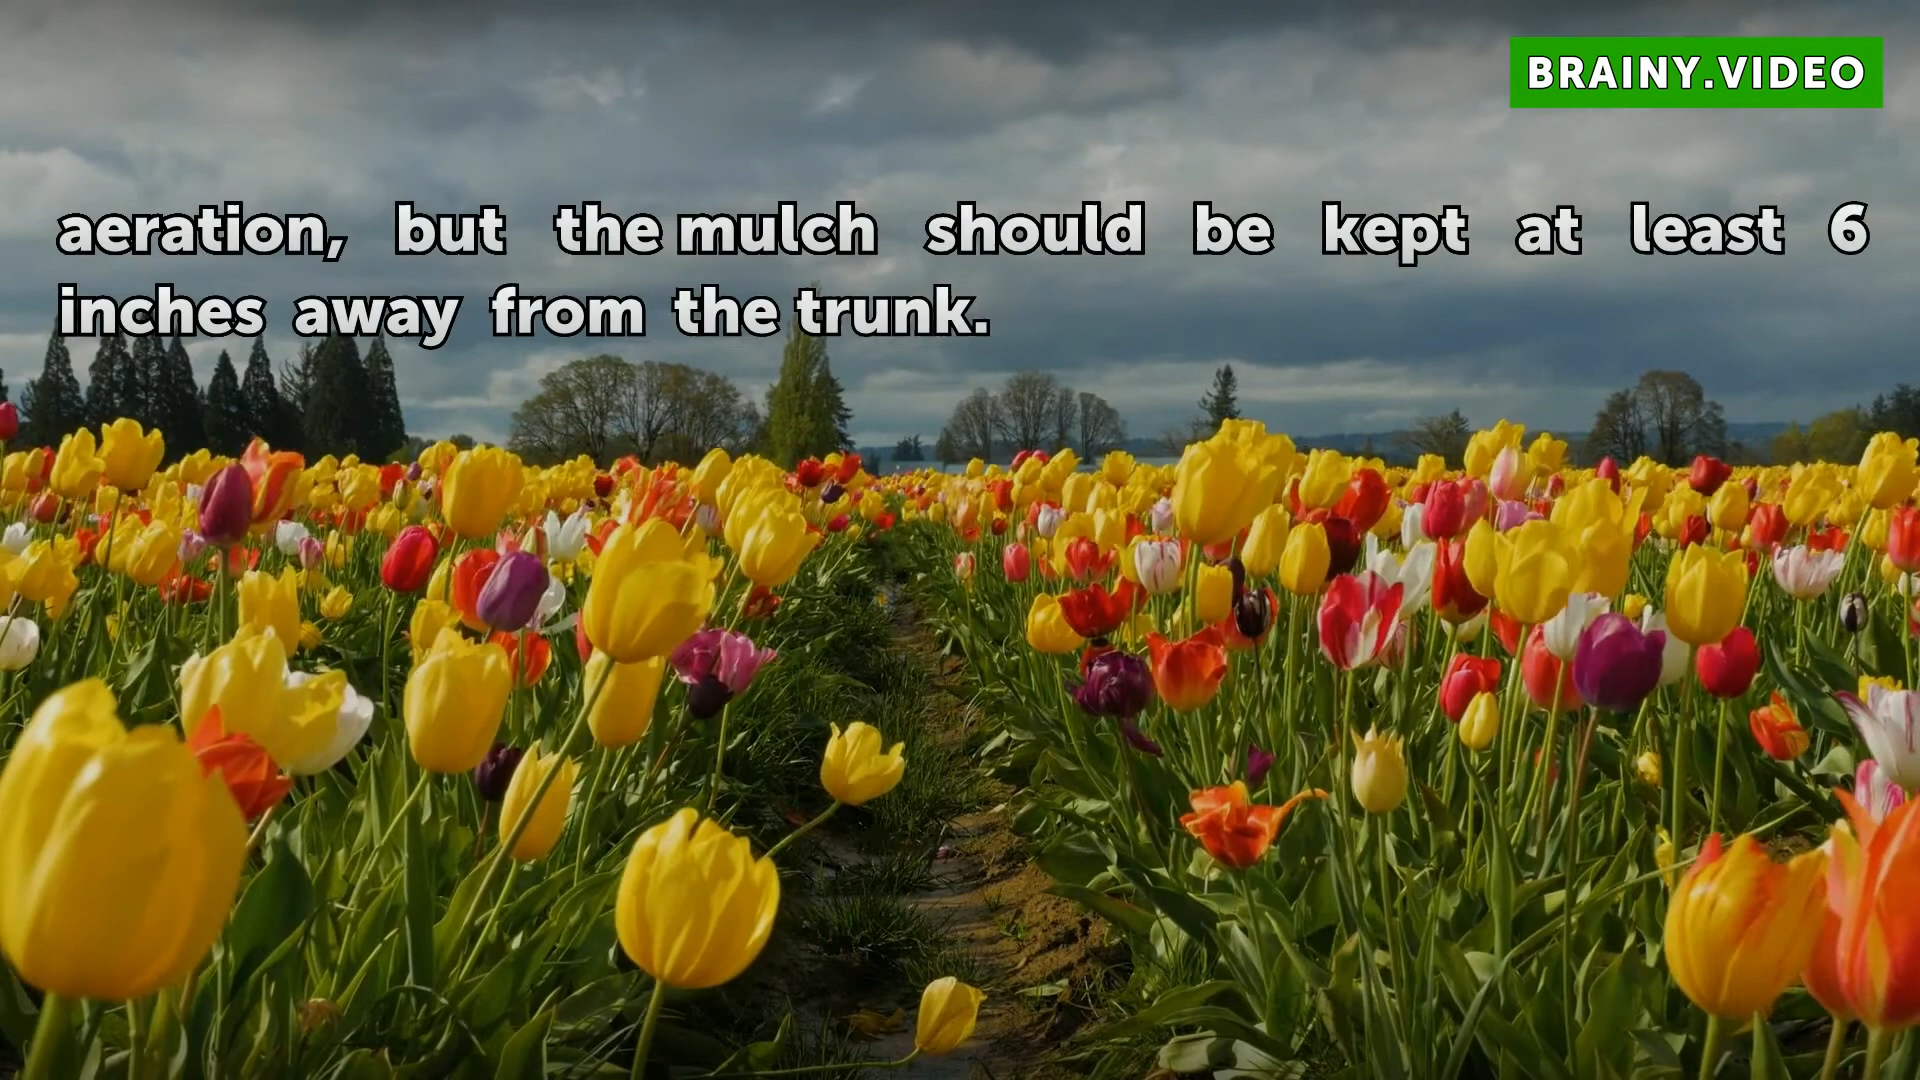 BRAINY.VIDEO
aeration, but the mulch should be kept at least 6
inches away from the trunk.